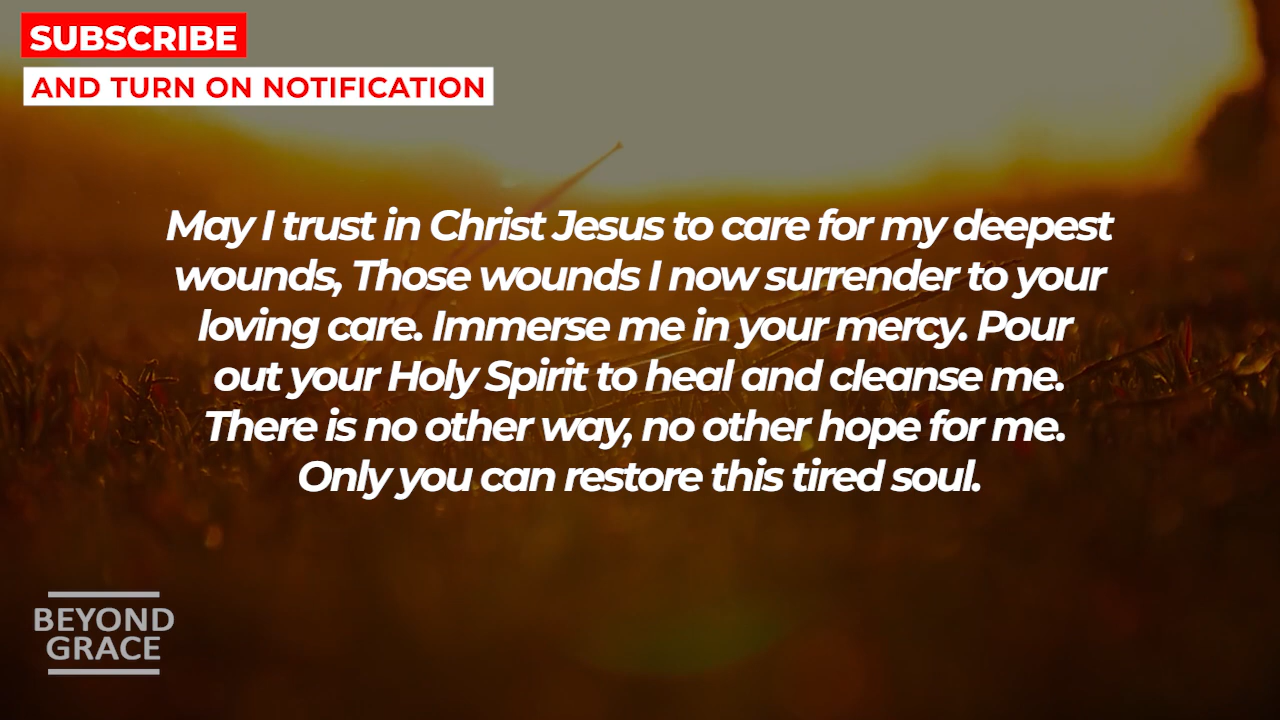 SUBSCRIBE
AND TURN ON NOTIFICATION
May I trust in Christ Jesus to care for my deepest
wounds, Those wounds I now surrender to your
loving care. Immerse me in your mercy. Pour
out your Holy Spirit to heal and cleanse me.
There is no other way, no other hope for me.
Only you can restore this tired soul.
BEYOND
GRACE